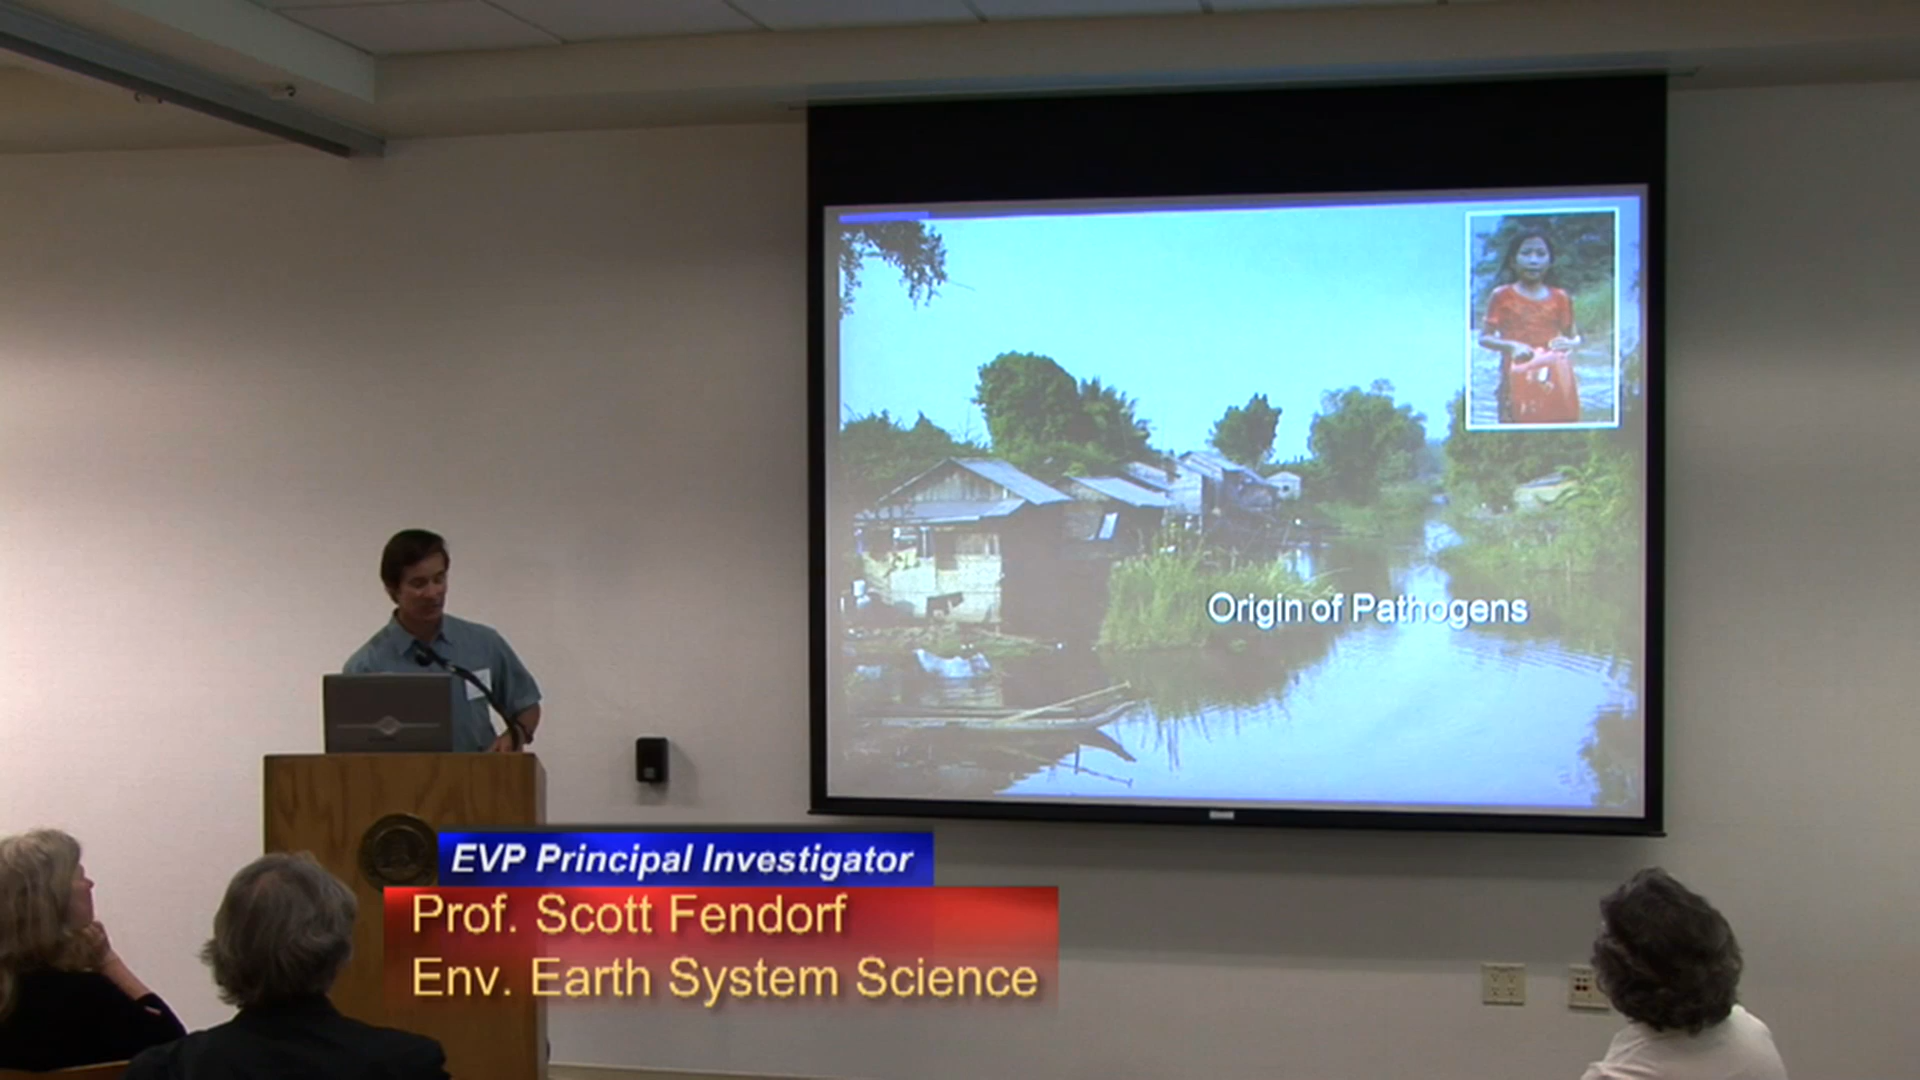 Origin of Pathogens
EVP Principal Investigator
Prof. Scott Fendorf
Env. Earth System Science